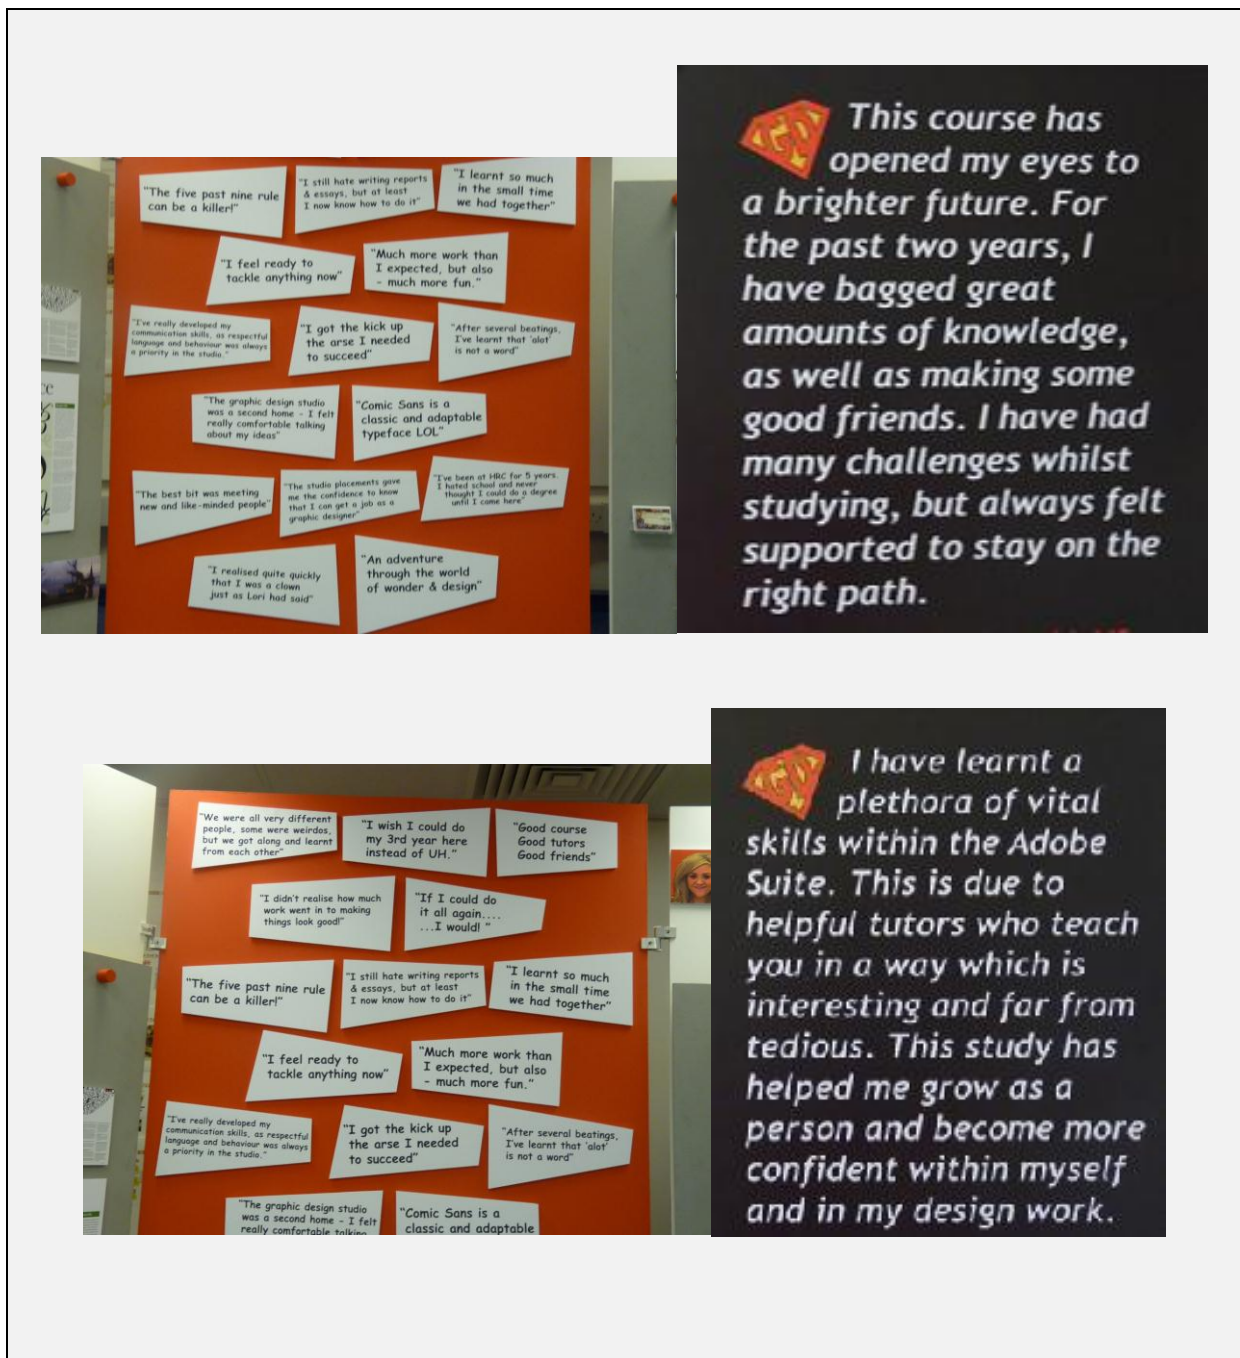 "The five past nine rule
can be a killer!"
"I still hate writing reports
& essays, but at least
I now know how to do it"
"I learnt so much
in the small time
we had together"
"I feel ready to
tackle anything now"
"Much more work than
I expected, but also
- much more fun."
"I've really developed my
communication skills, as respectful
language and behaviour was always
a priority in the studio."
"I got the kick up
the arse I needed
to succeed"
"After several beatings,
I've learnt that 'alot'
is not a word"
"The graphic design studio
was a second home - I felt
really comfortable talking
about my ideas"
"Comic Sans is a
classic and adaptable
typeface LOL"
"The best bit was meeting
new and like-minded people"
"The studio placements gave
me the confidence to know
that I can get a job as a
graphic designer"
"I've been at HRC for 5 years.
I hated school and never
thought I could do a degree
until I came here"
"I realised quite quickly
that I was a clown
just as Lori had said"
"An adventure
through the world
of wonder & design"
This course has
opened my eyes to
a brighter future. For
the past two years, I
have bagged great
amounts of knowledge,
as well as making some
good friends. I have had
many challenges whilst
studying, but always felt
supported to stay on the
right path.
"We were all very different
people, some were weirdos,
but we got along and learnt
from each other"
"I wish I could do
my 3rd year here
instead of UH."
"Good course
Good tutors
Good friends"
"I didn't realise how much
work went in to making
things look good!"
"If I could do
it all again....
...I would! "
"The five past nine rule
can be a killer!"
"I still hate writing reports
& essays, but at least
I now know how to do it"
"I learnt so much
in the small time
we had together"
"I feel ready to
tackle anything now"
"Much more work than
I expected, but also
- much more fun."
"I've really developed my
communication skills, as respectful
language and behaviour was always
a priority in the studio."
"I got the kick up
the arse I needed
to succeed"
"After several beatings,
I've learnt that 'alot'
is not a word"
"The graphic design studio
was a second home - I felt
really comfortable talking
"Comic Sans is a
classic and adaptable
I have learnt a
plethora of vital
skills within the Adobe
Suite. This is due to
helpful tutors who teach
you in a way which is
interesting and far from
tedious. This study has
helped me grow as a
person and become more
confident within myself
and in my design work.